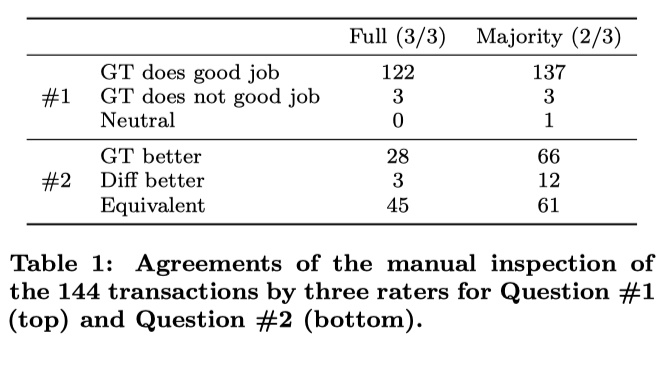 Full (3/3) Majority (2/3)
GT does good job 122 137
#1 GT does not good job 3 3
Neutral 0 1
GT better 28 66
#2 Diff better 3 12
Equivalent 45 61
Table 1: Agreements of the manual inspection of
the 144 transactions by three raters for Question #1
(top) and Question #2 (bottom).